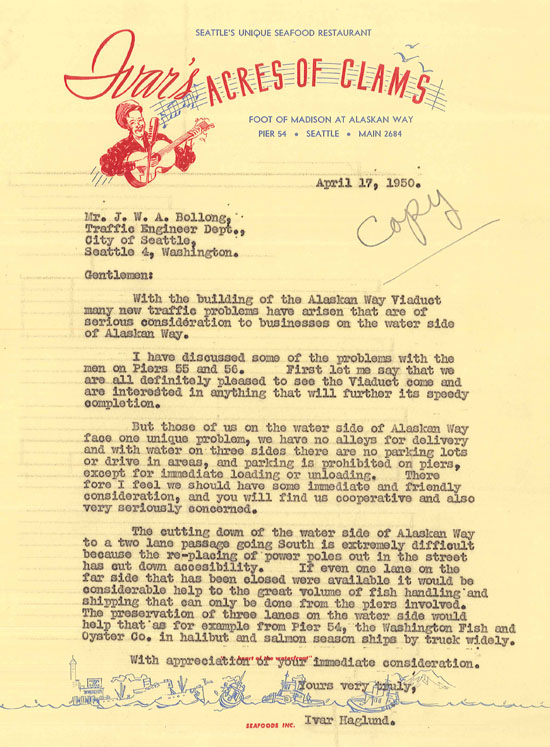 SEATTLE'S UNIQUE SEAFOOD RESTAURANT
Ivar's ACRES OF CLAMS
FOOT OF MADISON AT ALASKAN WAY
PIER 54 • SEATTLE • MAIN 2684
April 17, 1950.
Copy
Mr. J. W. A. Bollong,
Traffic Engineer Dept.,
City of Seattle,
Seattle 4, Washington.
Gentlemen:
With the building of the Alaskan Way Viaduct
many new traffic problems have arisen that are of
serious consideration to businesses on the water side
of Alaskan Way.
I have discussed some of the problems with the
men on Piers 55 and 56. First let me say that we
are all definitely pleased to see the Viaduct come and
are interested in anything that will further its speedy
completion.
But those of us on the water side of Alaskan Way
face one unique problem, we have no alleys for delivery
and with water on three sides there are no parking lots
or drive in areas, and parking is prohibited on piers,
except for immediate loading or unloading. There
fore I feel we should have some immediate and friendly
consideration, and you will find us cooperative and also
very seriously concerned.
The cutting down of the water side of Alaskan Way
to a two lane passage going South is extremely difficult
because the re-placing of power poles out in the street
has cut down accesibility. If even one lane on the
far side that has been closed were available it would be
considerable help to the great volume of fish handling and
shipping that can only be done from the piers involved.
The preservation of three lanes on the water side would
help that as for example from Pier 54, the Washington Fish and
Oyster Co. in halibut and salmon season ships by truck widely.
heart of the waterfront"
With appreciation of your immediate consideration.
Yours very truly,
Ivar Haglund.
SEAFOODS INC.